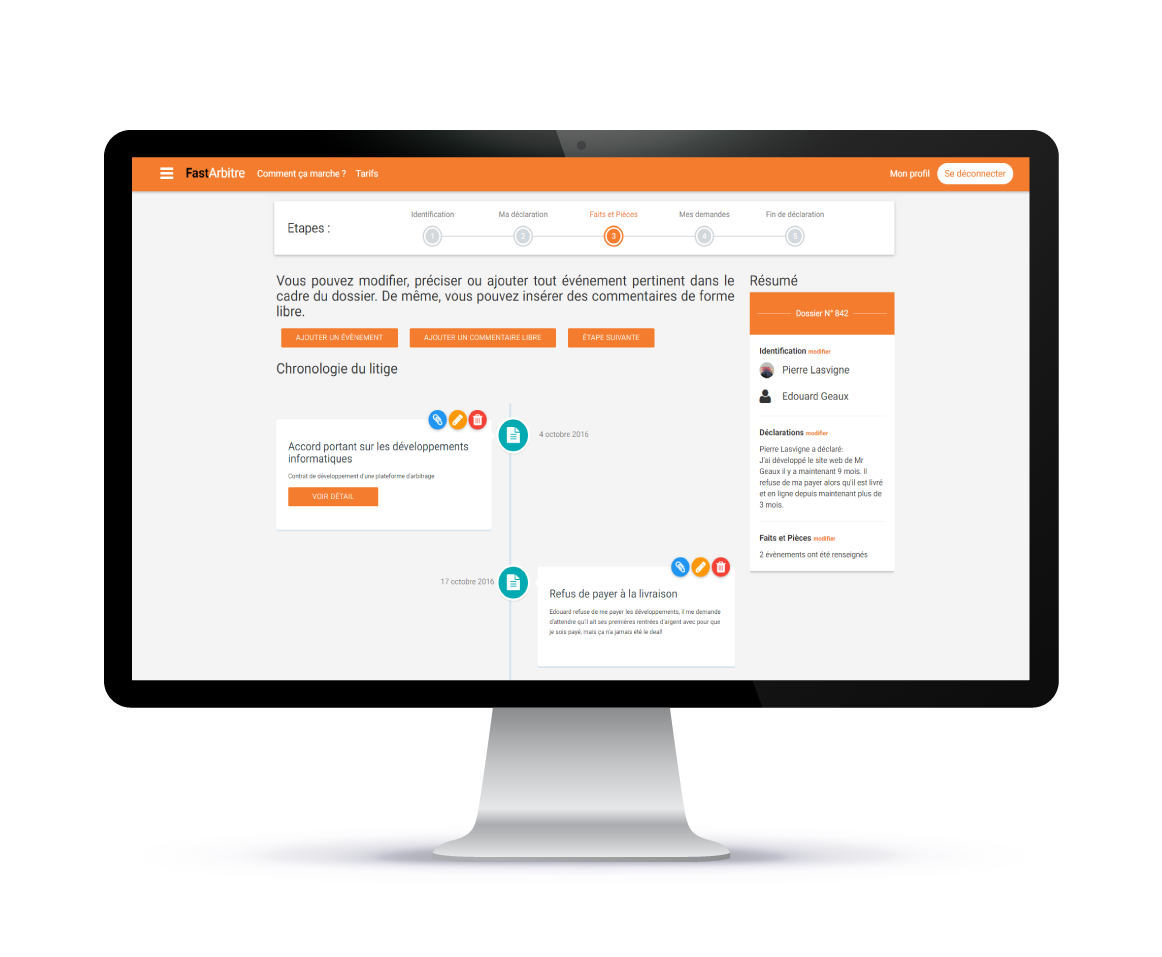 FastArbitre Comment ça marche ? Tarifs Mon profil Se déconnecter
Etapes :
Identification Ma déclaration Faits et Pièces Mes demandes Fin de déclaration
1 2 3 4 5
Vous pouvez modifier, préciser ou ajouter tout événement pertinent dans le
cadre du dossier. De même, vous pouvez insérer des commentaires de forme
libre.
AJOUTER UN ÉVÈNEMENT AJOUTER UN COMMENTAIRE LIBRE ÉTAPE SUIVANTE
Chronologie du litige
4 octobre 2016
Accord portant sur les développements
informatiques
Contrat de développement d'une plateforme d'arbitrage
VOIR DÉTAIL
17 octobre 2016
Refus de payer à la livraison
Edouard refuse de me payer les développements, il me demande
d'attendre qu'il ait ses premières rentrées d'argent avec pour que
je sois payé, mais ça n'a jamais été le deal!
Résumé
Dossier N° 842
Identification modifier
Pierre Lasvigne
Edouard Geaux
Déclarations modifier
Pierre Lasvigne a déclaré:
J'ai développé le site web de Mr
Geaux il y a maintenant 9 mois. Il
refuse de ma payer alors qu'il est livré
et en ligne depuis maintenant plus de
3 mois.
Faits et Pièces modifier
2 évènements ont été renseignés